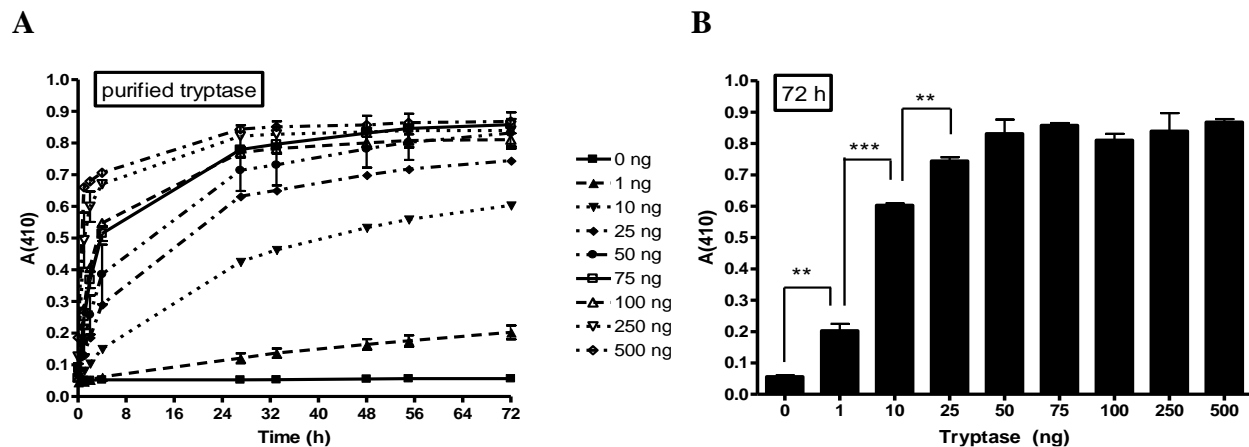 A
purified tryptase
A(410)
1.0
0.9
0.8
0.7
0.6
0.5
0.4
0.3
0.2
0.1
0.0
0 8 16 24 32 40 48 56 64 72
Time (h)
0 ng
1 ng
10 ng
25 ng
50 ng
75 ng
100 ng
250 ng
500 ng
B
72 h
A(410)
1.0
0.9
0.8
0.7
0.6
0.5
0.4
0.3
0.2
0.1
0.0
**
***
**
0 1 10 25 50 75 100 250 500
Tryptase (ng)